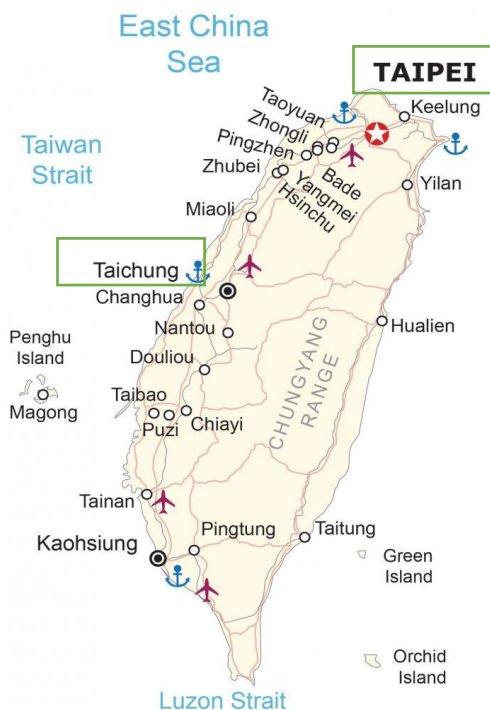 East China
Sea
TAIPEI
Taoyuan
Keelung
Zhongli
Taiwan
Strait
Pingzhen
Bade
Zhubei
Yangmei
Yilan
Hsinchu
Miaoli
Taichung
Changhua
Nantou
Hualien
Penghu
Island
CHUNGYANG
RANGE
Douliou
Taibao
Magong
Puzi
Chiayi
Tainan
Kaohsiung
Pingtung
Taitung
Green
Island
Orchid
Island
Luzon Strait